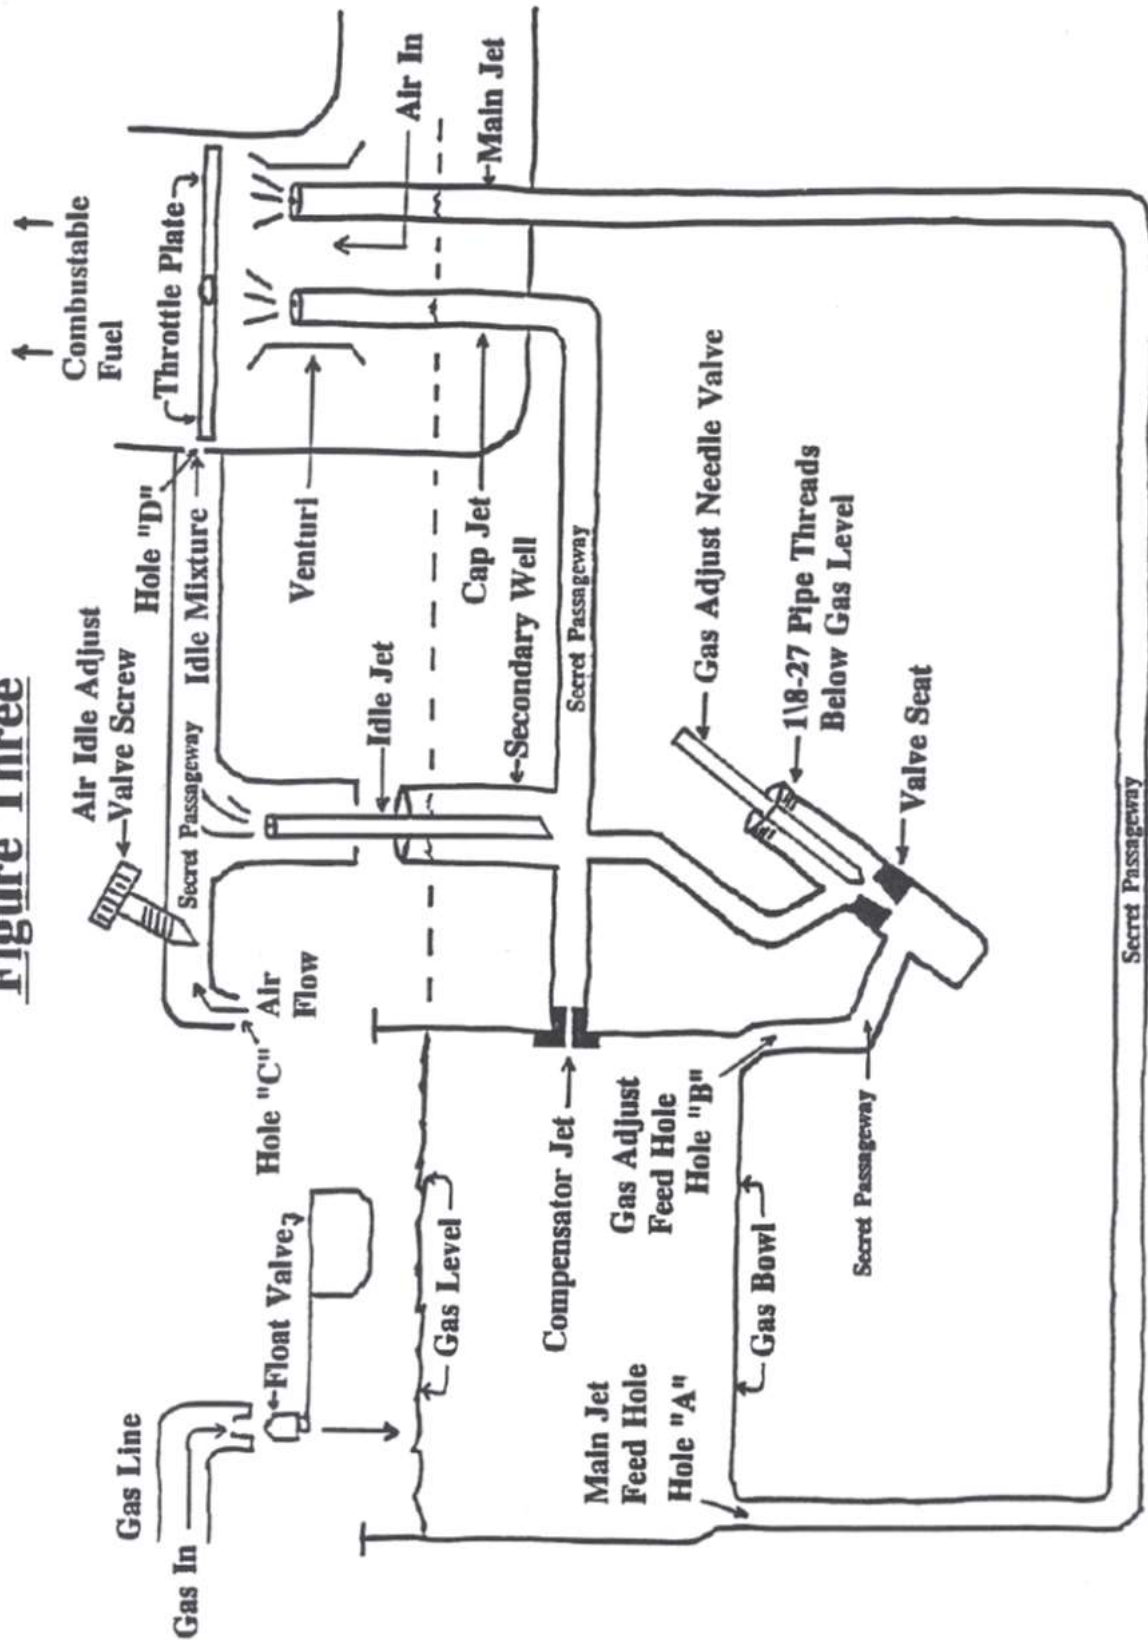 Figure Three
Combustable
Fuel
Throttle Plate
Air Idle Adjust
Valve Screw
Hole "D"
Idle Mixture
Secret Passageway
Gas Line
Gas In
Float Valve
Hole "C"
Air
Flow
Idle Jet
Venturi
Air In
Main Jet
Cap Jet
Secondary Well
Secret Passageway
Gas Level
Compensator Jet
Gas Adjust
Feed Hole
Hole "B"
Main Jet
Feed Hole
Hole "A"
Gas Bowl
Secret Passageway
Gas Adjust Needle Valve
1\8-27 Pipe Threads
Below Gas Level
Valve Seat
Secret Passageway